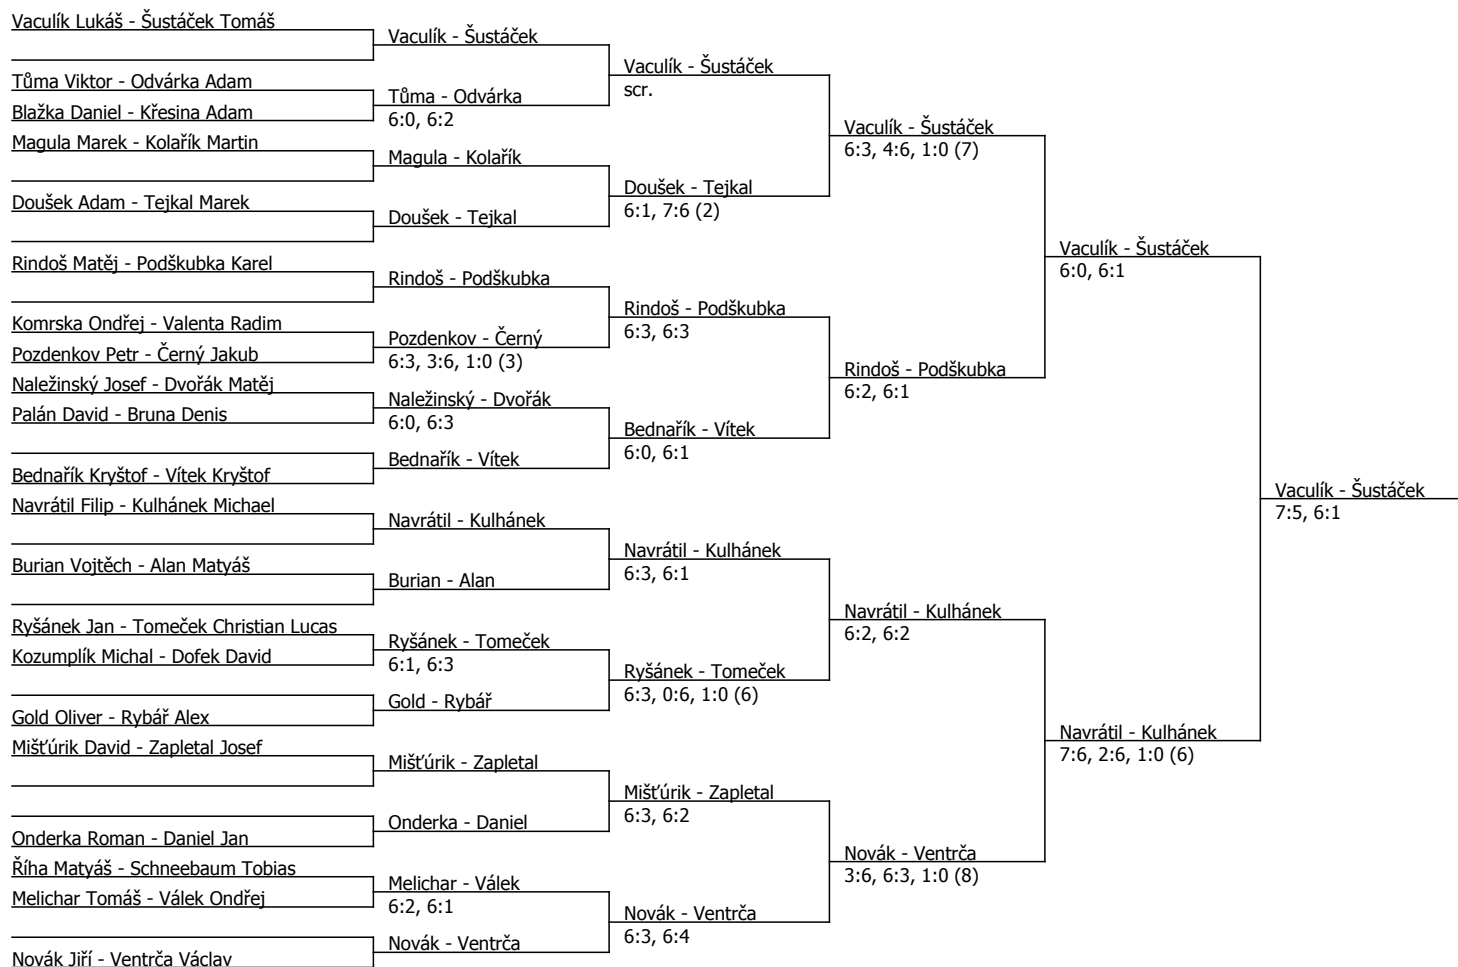 Vaculík Lukáš - Šustáček Tomáš
Tůma Viktor - Odvárka Adam
Blažka Daniel - Křesina Adam
Magula Marek - Kolařík Martin
Doušek Adam - Tejkal Marek
Rindoš Matěj - Podškubka Karel
Komrska Ondřej - Valenta Radim
Pozdenkov Petr - Černý Jakub
Naležinský Josef - Dvořák Matěj
Palán David - Bruna Denis
Bednařík Kryštof - Vítek Kryštof
Navrátil Filip - Kulhánek Michael
Burian Vojtěch - Alan Matyáš
Ryšánek Jan - Tomeček Christian Lucas
Kozumplík Michal - Dofek David
Gold Oliver - Rybář Alex
Mišťúrik David - Zapletal Josef
Onderka Roman - Daniel Jan
Říha Matyáš - Schneebaum Tobias
Melichar Tomáš - Válek Ondřej
Novák Jiří - Ventrča Václav
Vaculík - Šustáček
Tůma - Odvárka
6:0, 6:2
Magula - Kolařík
Doušek - Tejkal
Rindoš - Podškubka
Pozdenkov - Černý
6:3, 3:6, 1:0 (3)
Naležinský - Dvořák
6:0, 6:3
Bednařík - Vítek
Navrátil - Kulhánek
Burian - Alan
Ryšánek - Tomeček
6:1, 6:3
Gold - Rybář
Mišťúrik - Zapletal
Onderka - Daniel
Melichar - Válek
6:2, 6:1
Novák - Ventrča
Vaculík - Šustáček
scr.
Doušek - Tejkal
6:1, 7:6 (2)
Rindoš - Podškubka
6:3, 6:3
Bednařík - Vítek
6:0, 6:1
Navrátil - Kulhánek
6:3, 6:1
Ryšánek - Tomeček
6:3, 0:6, 1:0 (6)
Mišťúrik - Zapletal
6:3, 6:2
Novák - Ventrča
6:3, 6:4
Vaculík - Šustáček
6:3, 4:6, 1:0 (7)
Rindoš - Podškubka
6:2, 6:1
Navrátil - Kulhánek
6:2, 6:2
Novák - Ventrča
3:6, 6:3, 1:0 (8)
Vaculík - Šustáček
6:0, 6:1
Navrátil - Kulhánek
7:6, 2:6, 1:0 (6)
Vaculík - Šustáček
7:5, 6:1